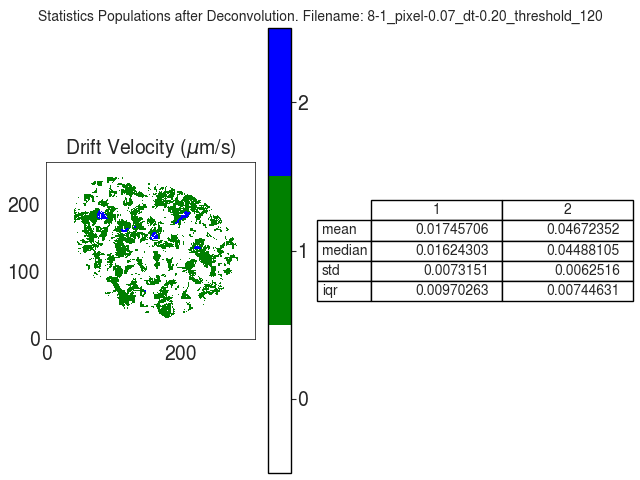 Statistics Populations after Deconvolution. Filename: 8-1_pixel-0.07_dt-0.20_threshold_120
Drift Velocity (μm/s)
200
100
0
0 200
2
1
0
1 2
mean 0.01745706 0.04672352
median 0.01624303 0.04488105
std 0.0073151 0.0062516
iqr 0.00970263 0.00744631